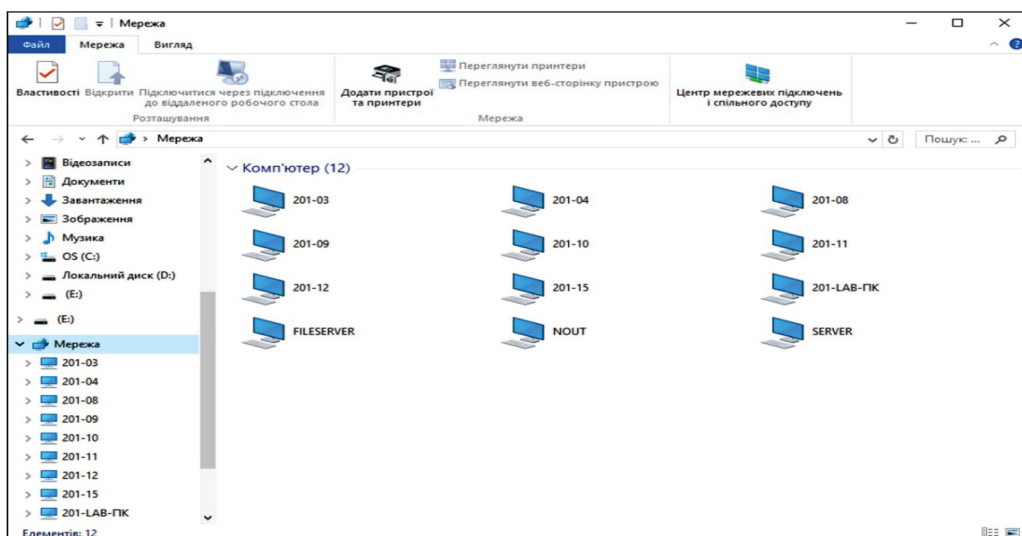 Мережа
Файл Мережа Вигляд
Властивості Відкрити Підключитися через підключення до віддаленого робочого стола
Додати пристрої та принтери
Переглянути принтери
Переглянути веб-сторінку пристрою
Центр мережевих підключень і спільного доступу
Розташування Мережа
Мережа Пошук: ...
Відеозаписи
Документи
Завантаження
Зображення
Музика
OS (C:)
Локальний диск (D:)
(E:)
(E:)
Мережа
201-03
201-04
201-08
201-09
201-10
201-11
201-12
201-15
201-LAB-ПК
Комп'ютер (12)
201-03 201-04 201-08
201-09 201-10 201-11
201-12 201-15 201-LAB-ПК
FILESERVER NOUT SERVER
Елементів: 12